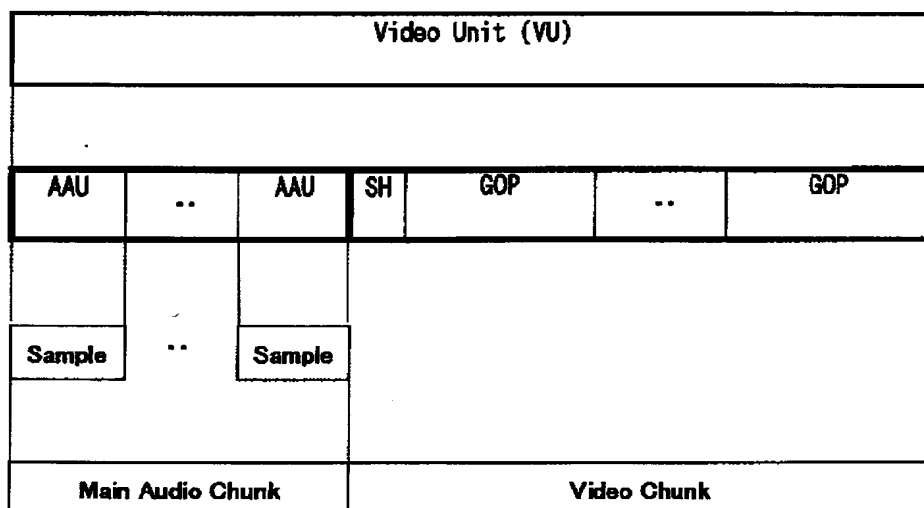 Video Unit (VU)
AAU .. AAU SH GOP .. GOP
Sample .. Sample
Main Audio Chunk Video Chunk